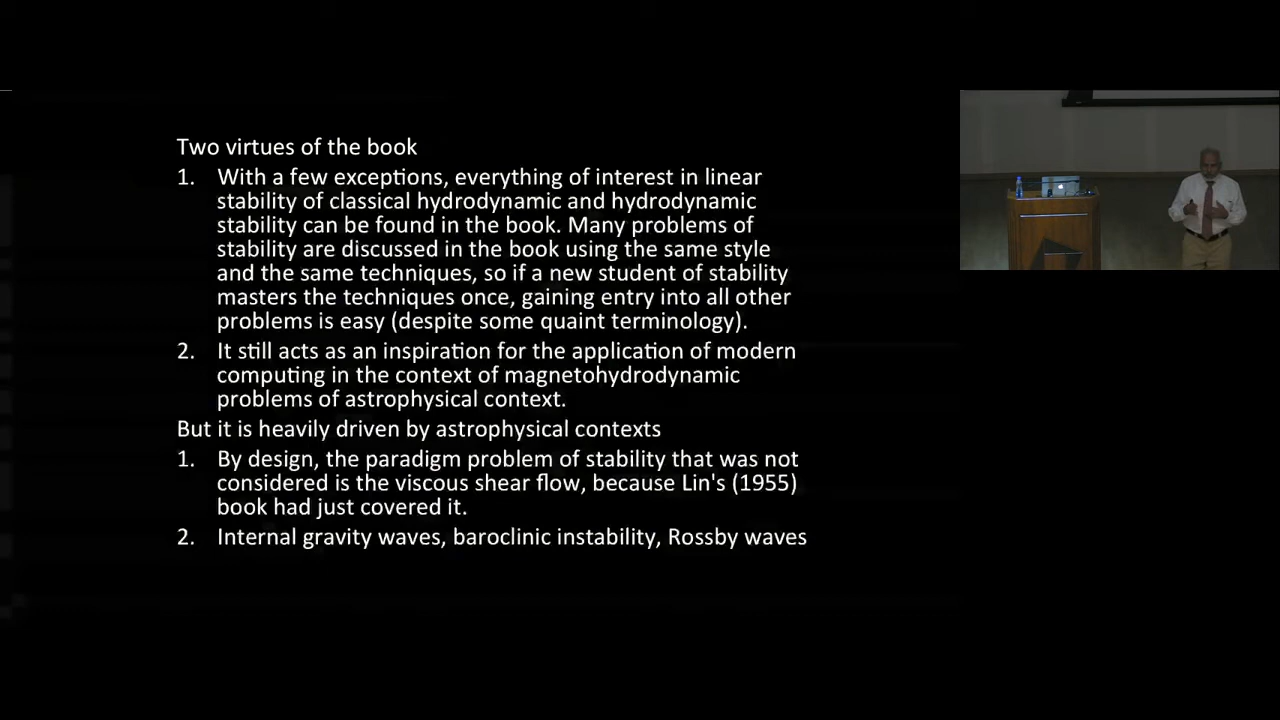 Two virtues of the book
1. With a few exceptions, everything of interest in linear
stability of classical hydrodynamic and hydrodynamic
stability can be found in the book. Many problems of
stability are discussed in the book using the same style
and the same techniques, so if a new student of stability
masters the techniques once, gaining entry into all other
problems is easy (despite some quaint terminology).
2. It still acts as an inspiration for the application of modern
computing in the context of magnetohydrodynamic
problems of astrophysical context.
But it is heavily driven by astrophysical contexts
1. By design, the paradigm problem of stability that was not
considered is the viscous shear flow, because Lin's (1955)
book had just covered it.
2. Internal gravity waves, baroclinic instability, Rossby waves